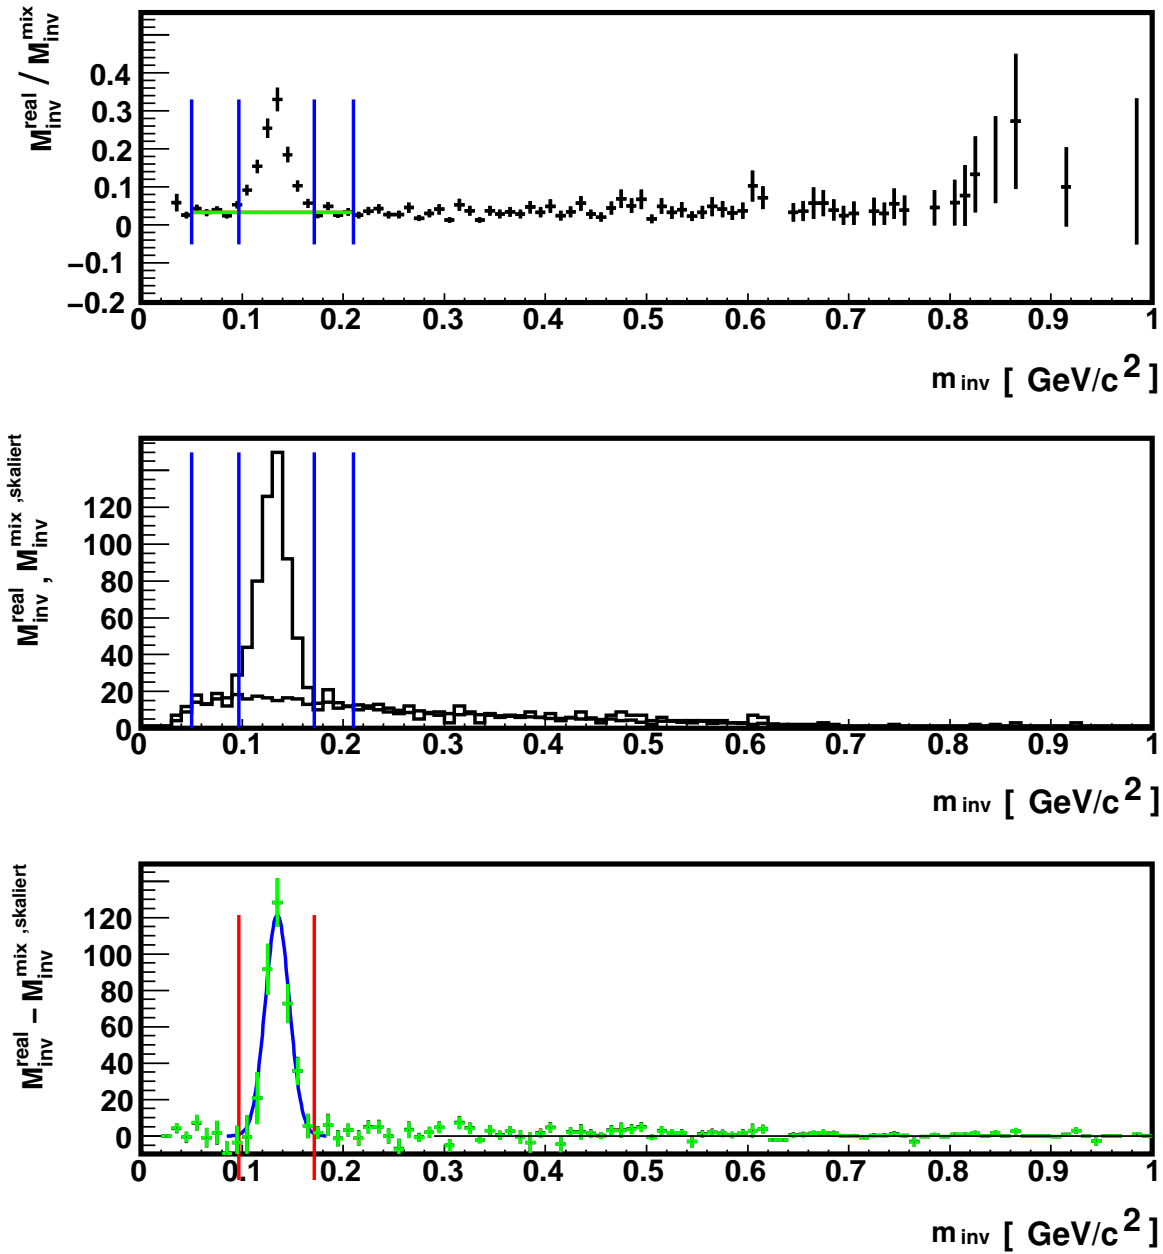 M_inv^real / M_inv^mix
0.4
0.3
0.2
0.1
0
−0.1
−0.2
0 0.1 0.2 0.3 0.4 0.5 0.6 0.7 0.8 0.9 1
m inv [ GeV/c 2 ]
M_inv^real , M_inv^mix ,skaliert
120
100
80
60
40
20
0
0 0.1 0.2 0.3 0.4 0.5 0.6 0.7 0.8 0.9 1
m inv [ GeV/c 2 ]
M_inv^real − M_inv^mix ,skaliert
120
100
80
60
40
20
0
0 0.1 0.2 0.3 0.4 0.5 0.6 0.7 0.8 0.9 1
m inv [ GeV/c 2 ]